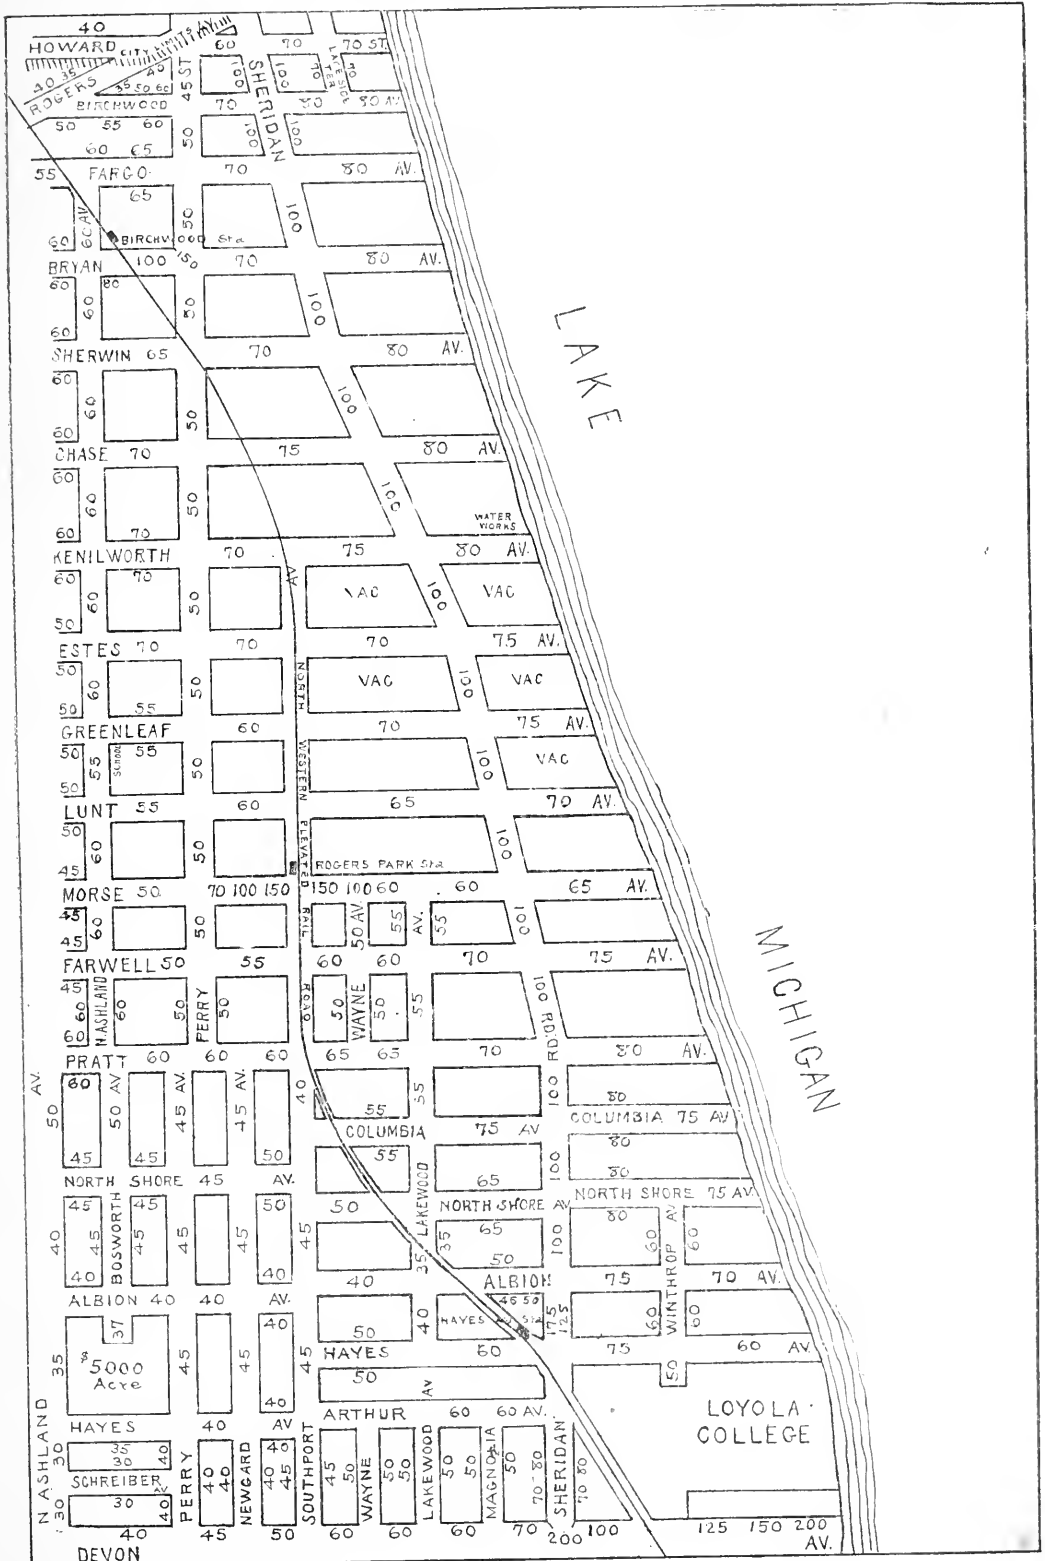 40
HOWARD CITY LIMITS AV. 60 70 70 ST.
40 35 40 100 SHERIDAN 100 70 LAKESIDE TER 70
ROGERS 35 50 60 45 ST
BIRCHWOOD 70 80 80 AV
50 55 60 50 100 100
60 65
55 FARGO 70 80 AV.
65
60 AV 50 100
60 BIRCHWOOD Sta
BRYAN 100 150 70 80 AV.
60 80
60 50 100
60
SHERWIN 65 70 80 AV.
60
60 50 100
60
CHASE 70 75 80 AV.
60
60 50 100
WATER WORKS
60 70
KENILWORTH 70 75 80 AV.
60 70 AV
60 50 VAC 100 VAC
50
ESTES 70 70 70 75 AV.
50
60 50 NORTH VAC 100 VAC
50 55
GREENLEAF 60 70 75 AV.
50 SCHOOL 55
55 50 WESTERN 100 VAC
50
LUNT 55 60 65 70 AV.
50
60 50 ELEVATED 100
45 ROGERS PARK Sta
MORSE 50 70 100 150 150 100 60 60 65 AV.
45 60 50 RAIL 50 AV. 55 AV. 55 100
45
FARWELL 50 55 60 60 70 75 AV.
45
60 N. ASHLAND 60 50 PERRY 50 ROAD 50 WAYNE 50 55 100 RD.
60
PRATT 60 60 60 65 65 70 80 AV.
AV. 60
50 50 AV 45 AV. 45 AV. 40 55 35 100 RD. 80
COLUMBIA 75 AV COLUMBIA 75 AV
45 45 50 55 65 100 80
80
NORTH SHORE 45 AV. 50 LAKEWOOD NORTH SHORE AV NORTH SHORE 75 AV.
45 45 50 65 80
40 45 BOSWORTH 45 45 45 45 35 35 100 60 WINTHROP AV 60
40 40 40 50
ALBION 40 40 AV. ALBION 75 70 AV.
37 40 45 50
35 $5000 Acre 45 45 45 50 40 HAYES Av Sta 175 125 60 60
HAYES 60 75 60 AV.
50 50
40 AV
N ASHLAND HAYES 40 AV ARTHUR 60 60 AV. LOYOLA COLLEGE
30 35 40
30
SCHREIBER AV
30 30 40
PERRY 40 40 NEWGARD 40 40 45 SOUTHPORT 45 50 WAYNE 50 50 LAKEWOOD 50 50 MAGNOLIA 50 70-80 SHERIDAN 70 80
40 45 50 60 60 60 70 200 100 125 150 200
DEVON AV.
LAKE
MICHIGAN